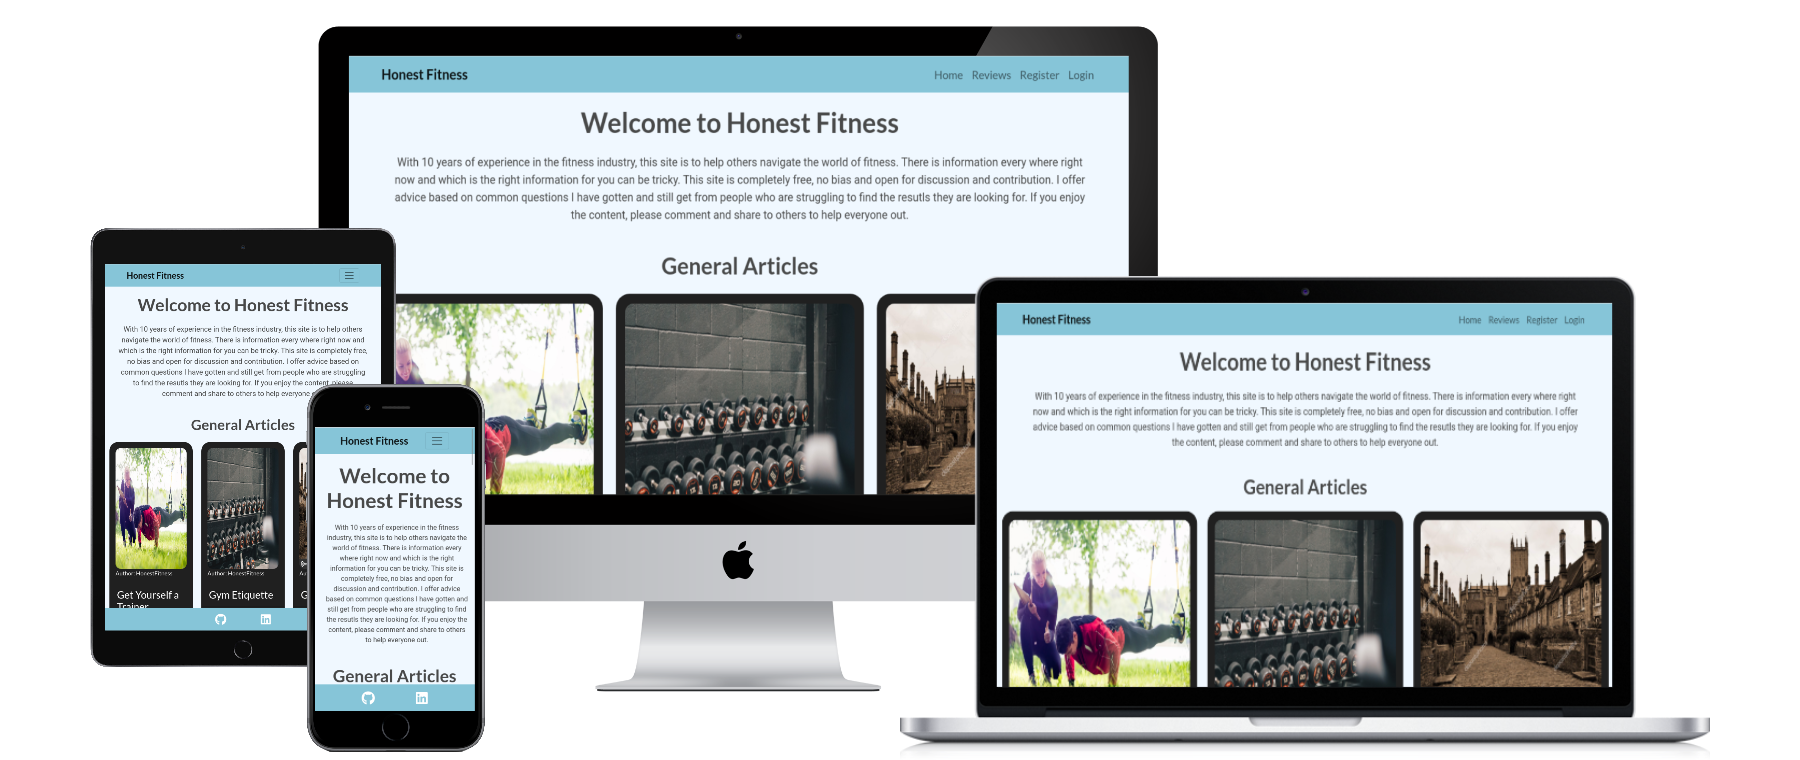 Honest Fitness
Home Reviews Register Login
Welcome to Honest Fitness
With 10 years of experience in the fitness industry, this site is to help others navigate the world of fitness. There is information every where right
now and which is the right information for you can be tricky. This site is completely free, no bias and open for discussion and contribution. I offer
advice based on common questions I have gotten and still get from people who are struggling to find the resutls they are looking for. If you enjoy
the content, please comment and share to others to help everyone out.
General Articles
Honest Fitness
Welcome to Honest Fitness
With 10 years of experience in the fitness industry, this site is to help others
navigate the world of fitness. There is information every where right now and
which is the right information for you can be tricky. This site is completely free,
no bias and open for discussion and contribution. I offer advice based on
common questions I have gotten and still get from people who are struggling
to find the resutls they are looking for. If you enjoy the content, please
comment and share to others to help everyone
General Articles
Author: HonestFitness
Get Yourself a
Trainer
Author: HonestFitness
Gym Etiquette
Au
G
Honest Fitness
Welcome to
Honest Fitness
With 10 years of experience in the fitness
industry, this site is to help others navigate the
world of fitness. There is information every
where right now and which is the right
information for you can be tricky. This site is
completely free, no bias and open for
discussion and contribution. I offer advice
based on common questions I have gotten and
still get from people who are struggling to find
the resutls they are looking for. If you enjoy the
content, please comment and share to others
to help everyone out.
General Articles
Honest Fitness
Home Reviews Register Login
Welcome to Honest Fitness
With 10 years of experience in the fitness industry, this site is to help others navigate the world of fitness. There is information every where right
now and which is the right information for you can be tricky. This site is completely free, no bias and open for discussion and contribution. I offer
advice based on common questions I have gotten and still get from people who are struggling to find the resutls they are looking for. If you enjoy
the content, please comment and share to others to help everyone out.
General Articles